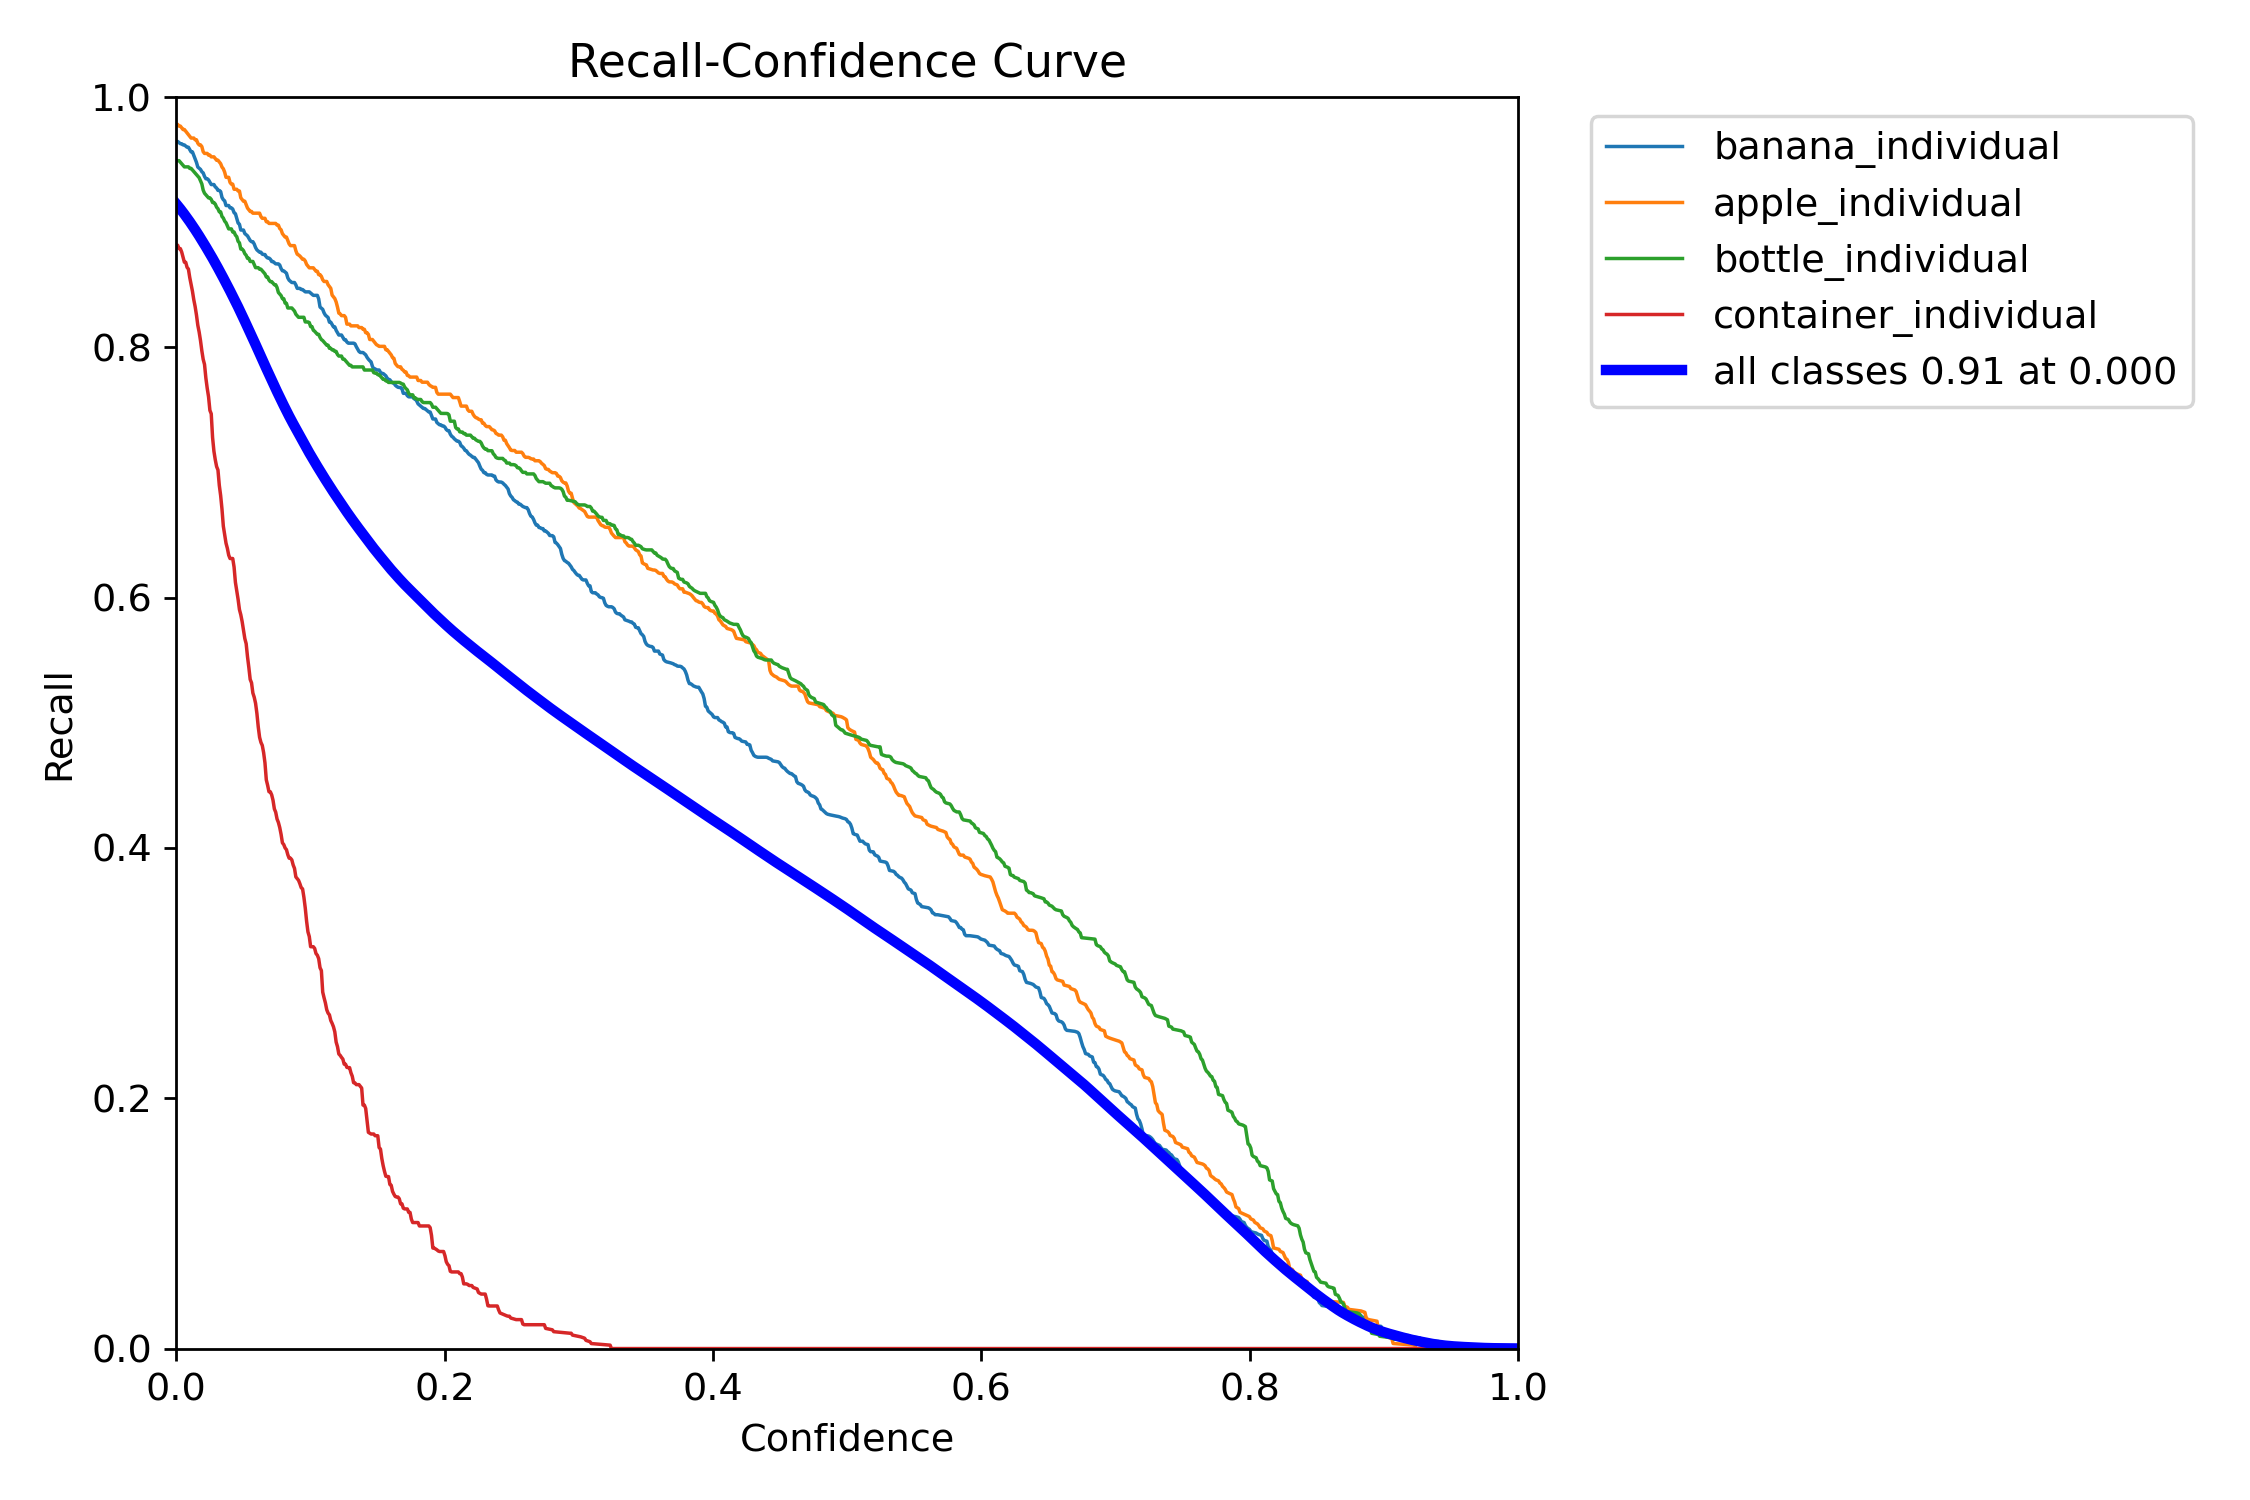 Recall-Confidence Curve
1.0
0.8
0.6
0.4
0.2
0.0
Recall
0.0 0.2 0.4 0.6 0.8 1.0
Confidence
banana_individual
apple_individual
bottle_individual
container_individual
all classes 0.91 at 0.000